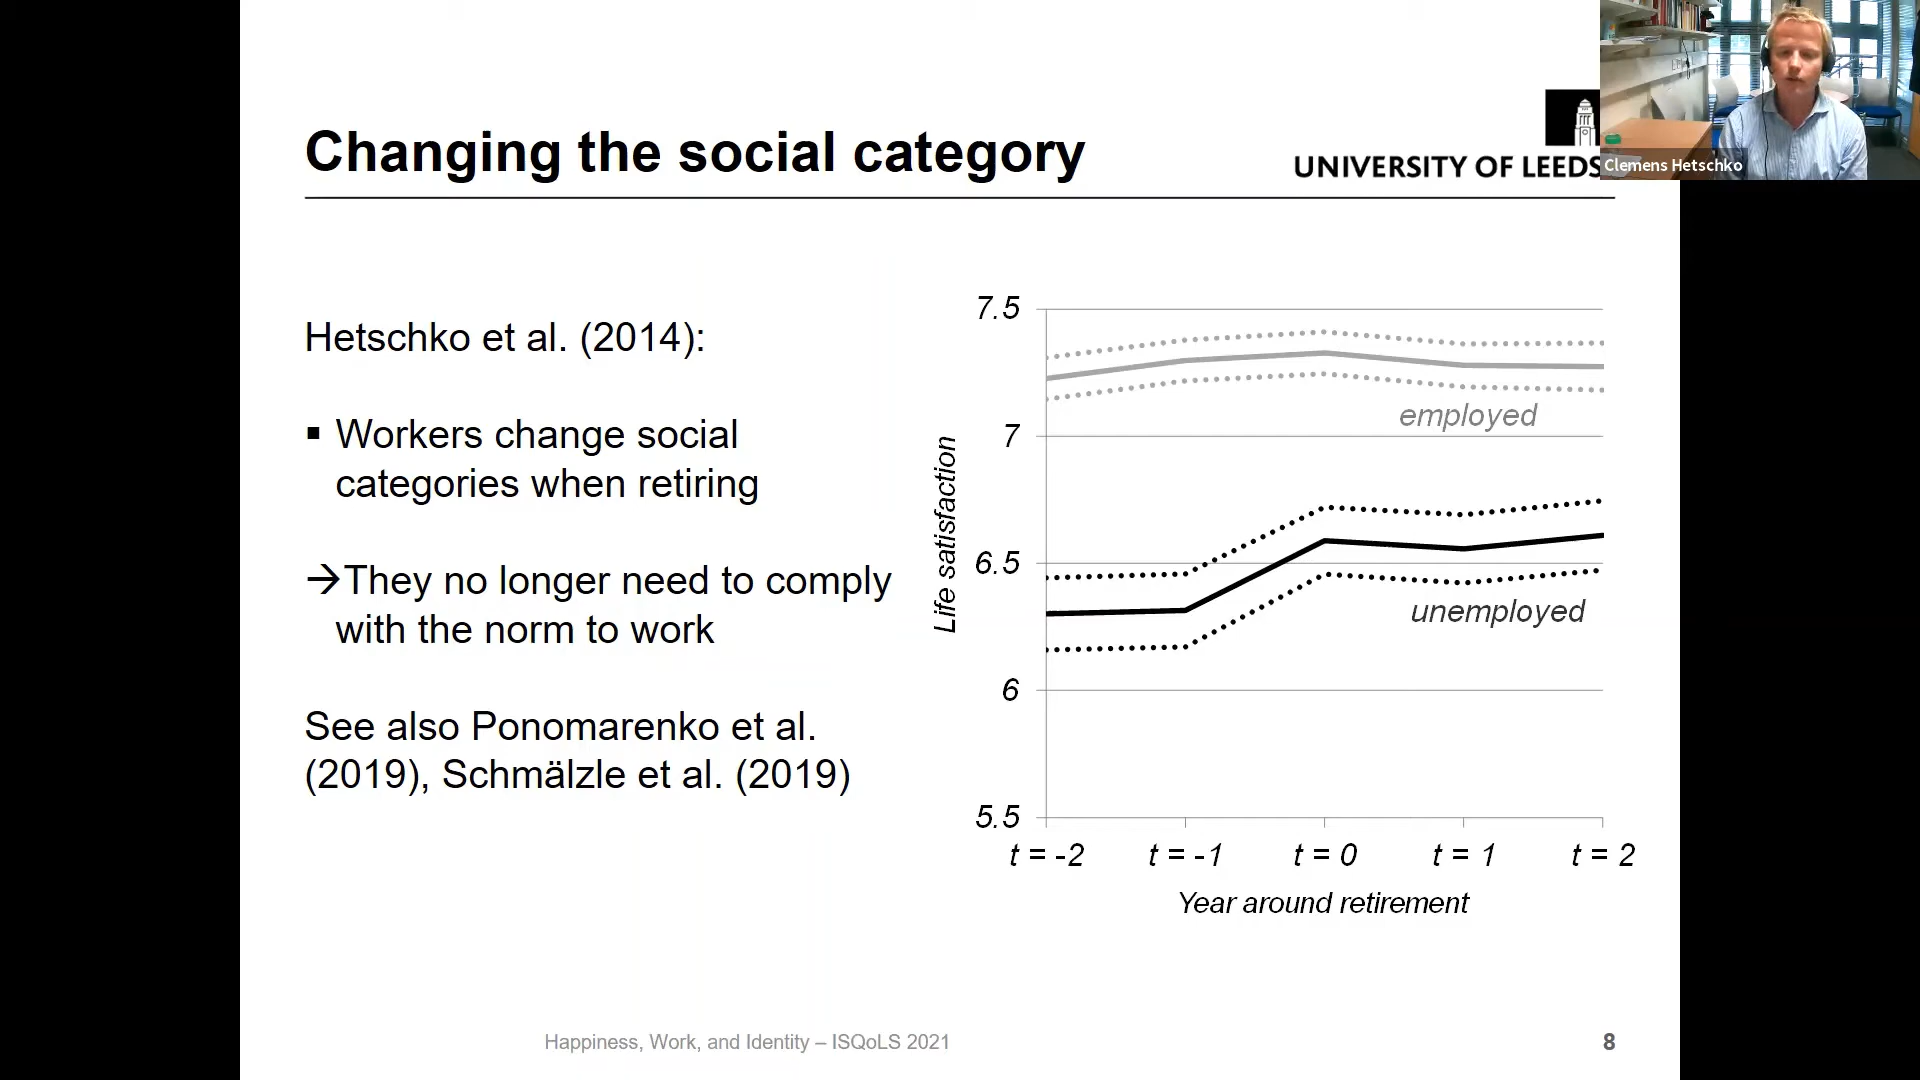 Changing the social category
UNIVERSITY OF LEEDS
Clemens Hetschko
Hetschko et al. (2014):
▪ Workers change social
categories when retiring
→They no longer need to comply
with the norm to work
See also Ponomarenko et al.
(2019), Schmälzle et al. (2019)
Life satisfaction
7.5
7
6.5
6
5.5
employed
unemployed
t = -2 t = -1 t = 0 t = 1 t = 2
Year around retirement
Happiness, Work, and Identity – ISQoLS 2021
8